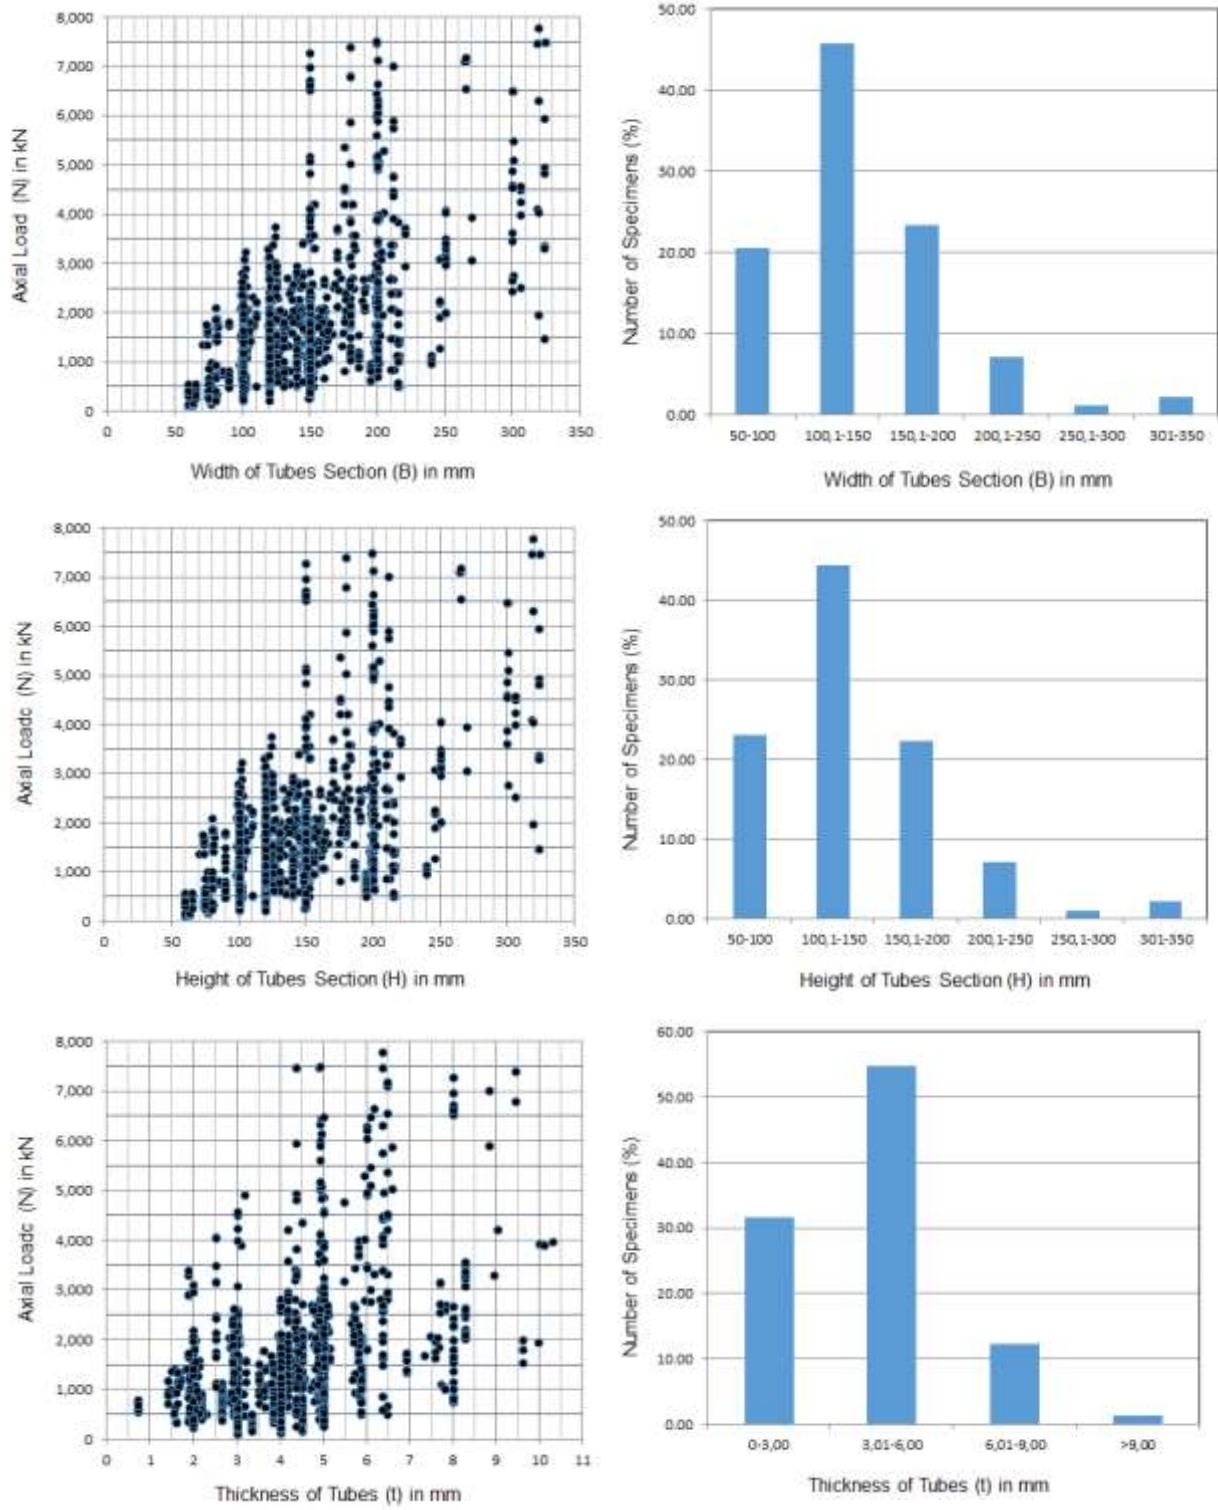 8,000
7,000
6,000
5,000
4,000
3,000
2,000
1,000
0
Axial Load (N) in kN
0 50 100 150 200 250 300 350
Width of Tubes Section (B) in mm
50.00
40.00
30.00
20.00
10.00
0.00
Number of Specimens (%)
50-100 100,1-150 150,1-200 200,1-250 250,1-300 301-350
Width of Tubes Section (B) in mm
8,000
7,000
6,000
5,000
4,000
3,000
2,000
1,000
0
Axial Loadc (N) in kN
0 50 100 150 200 250 300 350
Height of Tubes Section (H) in mm
50.00
40.00
30.00
20.00
10.00
0.00
Number of Specimens (%)
50-100 100,1-150 150,1-200 200,1-250 250,1-300 301-350
Height of Tubes Section (H) in mm
8,000
7,000
6,000
5,000
4,000
3,000
2,000
1,000
0
Axial Loadc (N) in kN
0 1 2 3 4 5 6 7 8 9 10 11
Thickness of Tubes (t) in mm
60.00
50.00
40.00
30.00
20.00
10.00
0.00
Number of Specimens (%)
0-3,00 3,01-6,00 6,01-9,00 >9,00
Thickness of Tubes (t) in mm